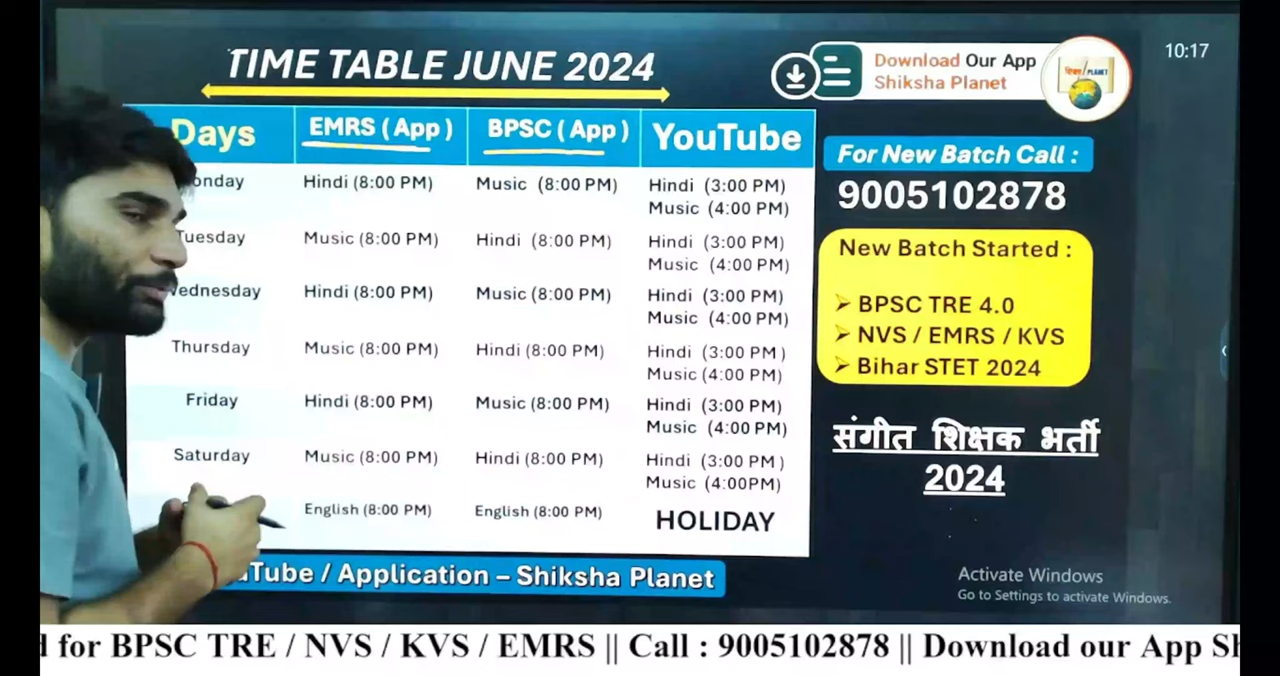 TIME TABLE JUNE 2024
Download Our App
Shiksha Planet
PLANET
10:17
Days EMRS ( App ) BPSC ( App ) YouTube
onday Hindi (8:00 PM) Music (8:00 PM) Hindi (3:00 PM)
Music (4:00 PM)
Tuesday Music (8:00 PM) Hindi (8:00 PM) Hindi (3:00 PM)
Music (4:00 PM)
Wednesday Hindi (8:00 PM) Music (8:00 PM) Hindi (3:00 PM)
Music (4:00 PM)
Thursday Music (8:00 PM) Hindi (8:00 PM) Hindi (3:00 PM )
Music (4:00 PM)
Friday Hindi (8:00 PM) Music (8:00 PM) Hindi (3:00 PM)
Music (4:00 PM)
Saturday Music (8:00 PM) Hindi (8:00 PM) Hindi (3:00 PM )
Music (4:00PM)
English (8:00 PM) English (8:00 PM) HOLIDAY
uTube / Application – Shiksha Planet
For New Batch Call :
9005102878
New Batch Started :
BPSC TRE 4.0
NVS / EMRS / KVS
Bihar STET 2024
संगीत शिक्षक भर्ती
2024
Activate Windows
Go to Settings to activate Windows.
d for BPSC TRE / NVS / KVS / EMRS || Call : 9005102878 || Download our App Sh